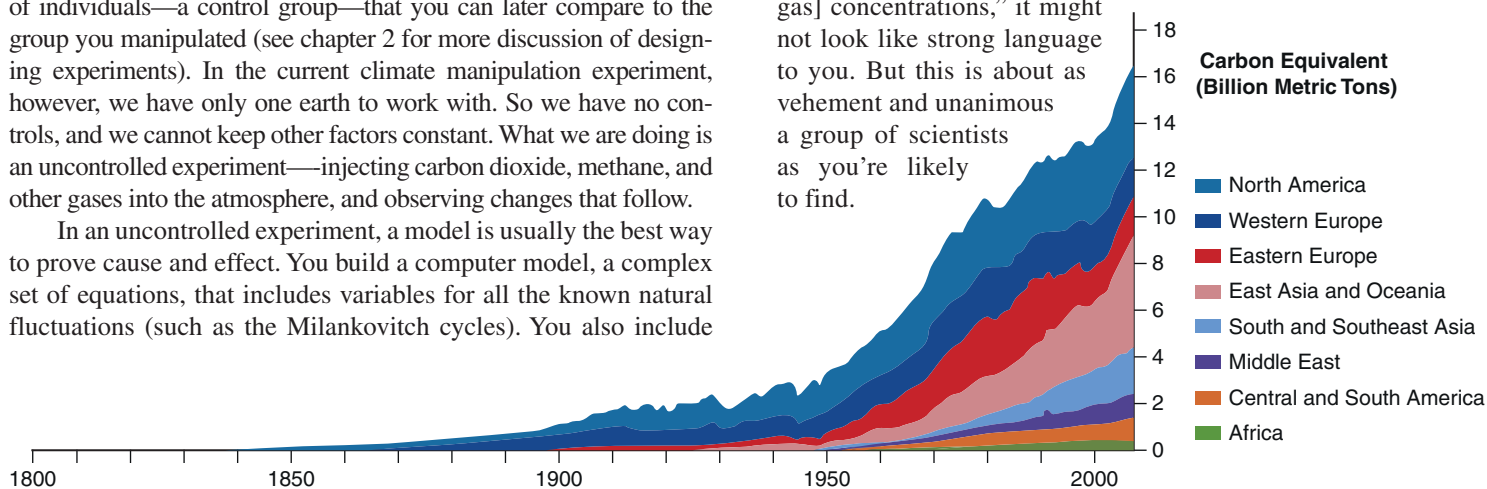 of individuals—a control group—that you can later compare to the
group you manipulated (see chapter 2 for more discussion of design-
ing experiments). In the current climate manipulation experiment,
however, we have only one earth to work with. So we have no con-
trols, and we cannot keep other factors constant. What we are doing is
an uncontrolled experiment—-injecting carbon dioxide, methane, and
other gases into the atmosphere, and observing changes that follow.
In an uncontrolled experiment, a model is usually the best way
to prove cause and effect. You build a computer model, a complex
set of equations, that includes variables for all the known natural
fluctuations (such as the Milankovitch cycles). You also include
gas] concentrations,” it might
not look like strong language
to you. But this is about as
vehement and unanimous
a group of scientists
as you’re likely
to find.
18
16
14
12
10
8
6
4
2
0
Carbon Equivalent
(Billion Metric Tons)
North America
Western Europe
Eastern Europe
East Asia and Oceania
South and Southeast Asia
Middle East
Central and South America
Africa
1800
1850
1900
1950
2000